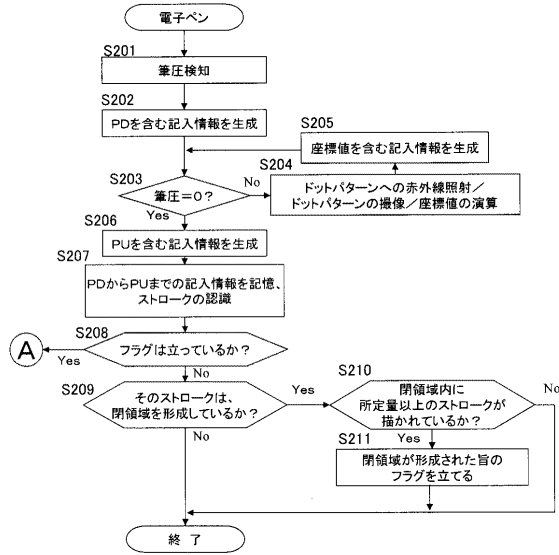 電子ペン
S201
筆圧検知
S202
PDを含む記入情報を生成
S205
座標値を含む記入情報を生成
S203
筆圧=0?
No
Yes
S204
ドットパターンへの赤外線照射/
ドットパターンの撮像/座標値の演算
S206
PUを含む記入情報を生成
S207
PDからPUまでの記入情報を記憶、
ストロークの認識
S208
フラグは立っているか?
Yes
A
No
S209
そのストロークは、
閉領域を形成しているか?
Yes
No
S210
閉領域内に
所定量以上のストロークが
描かれているか?
No
Yes
S211
閉領域が形成された旨の
フラグを立てる
終 了